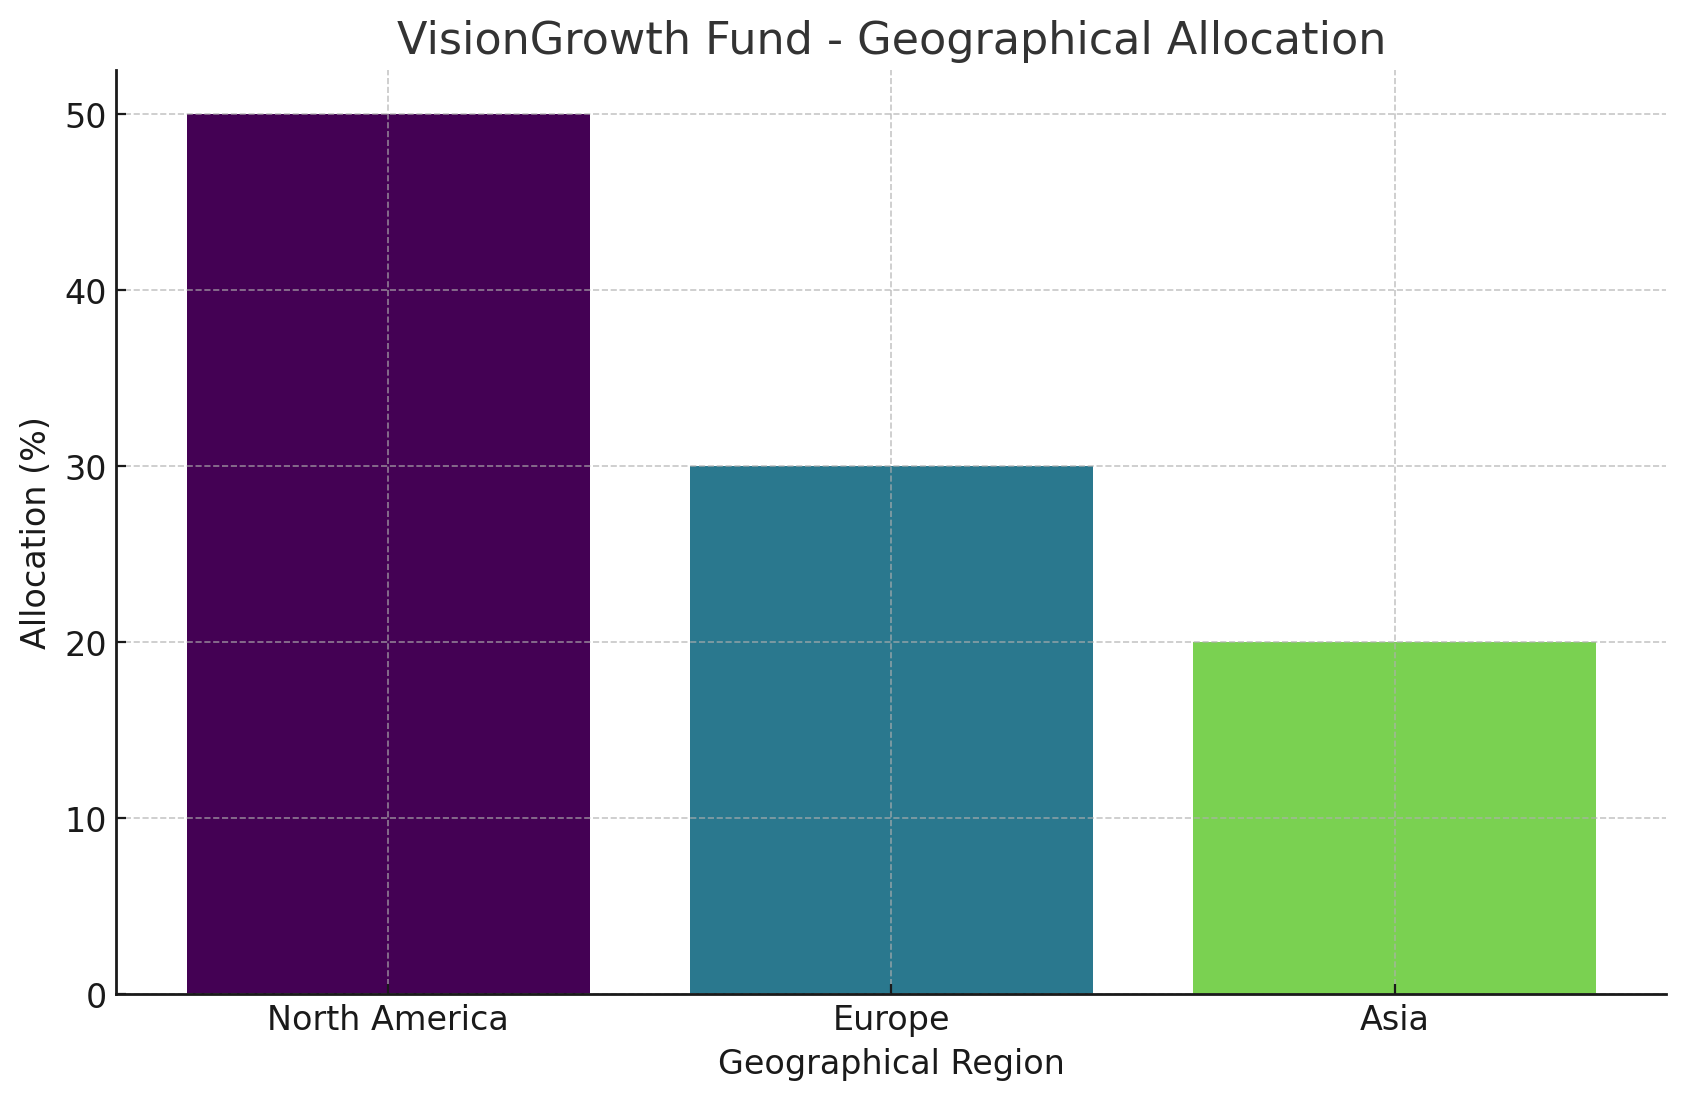 VisionGrowth Fund - Geographical Allocation
50
40
30
20
10
0
Allocation (%)
North America
Europe
Asia
Geographical Region